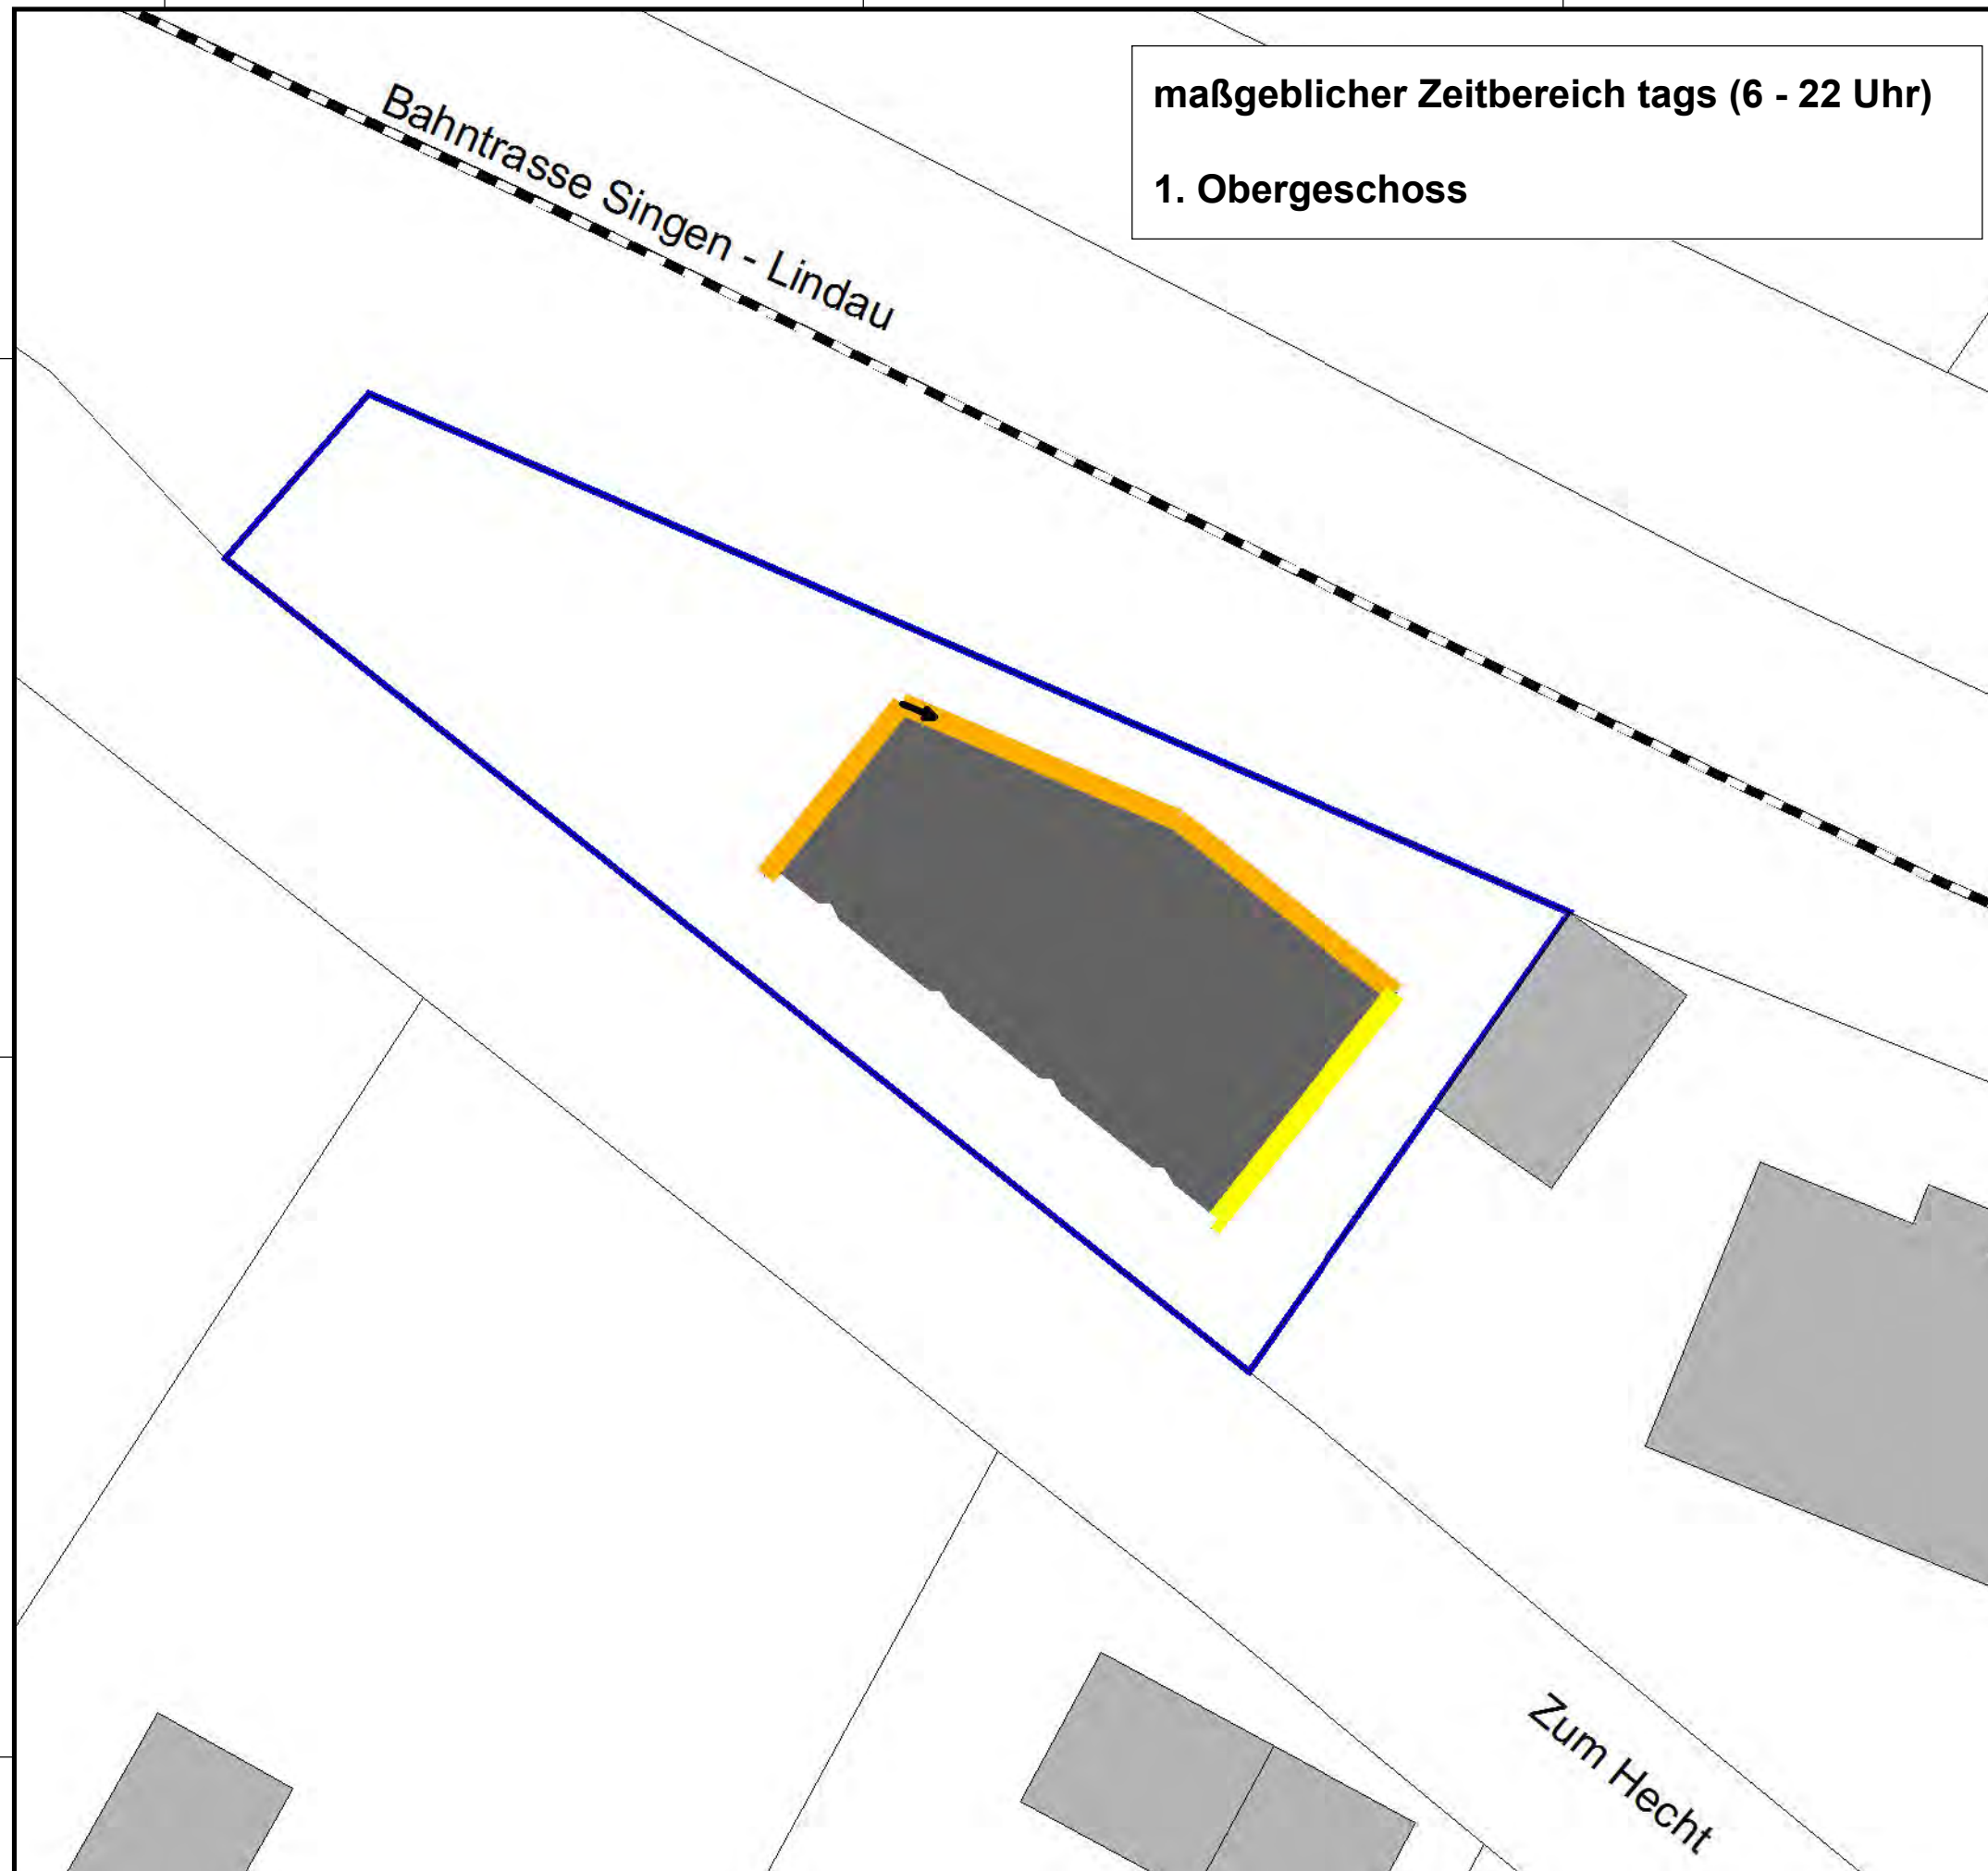 maßgeblicher Zeitbereich tags (6 - 22 Uhr)
1. Obergeschoss
Bahntrasse Singen - Lindau
Zum Hecht